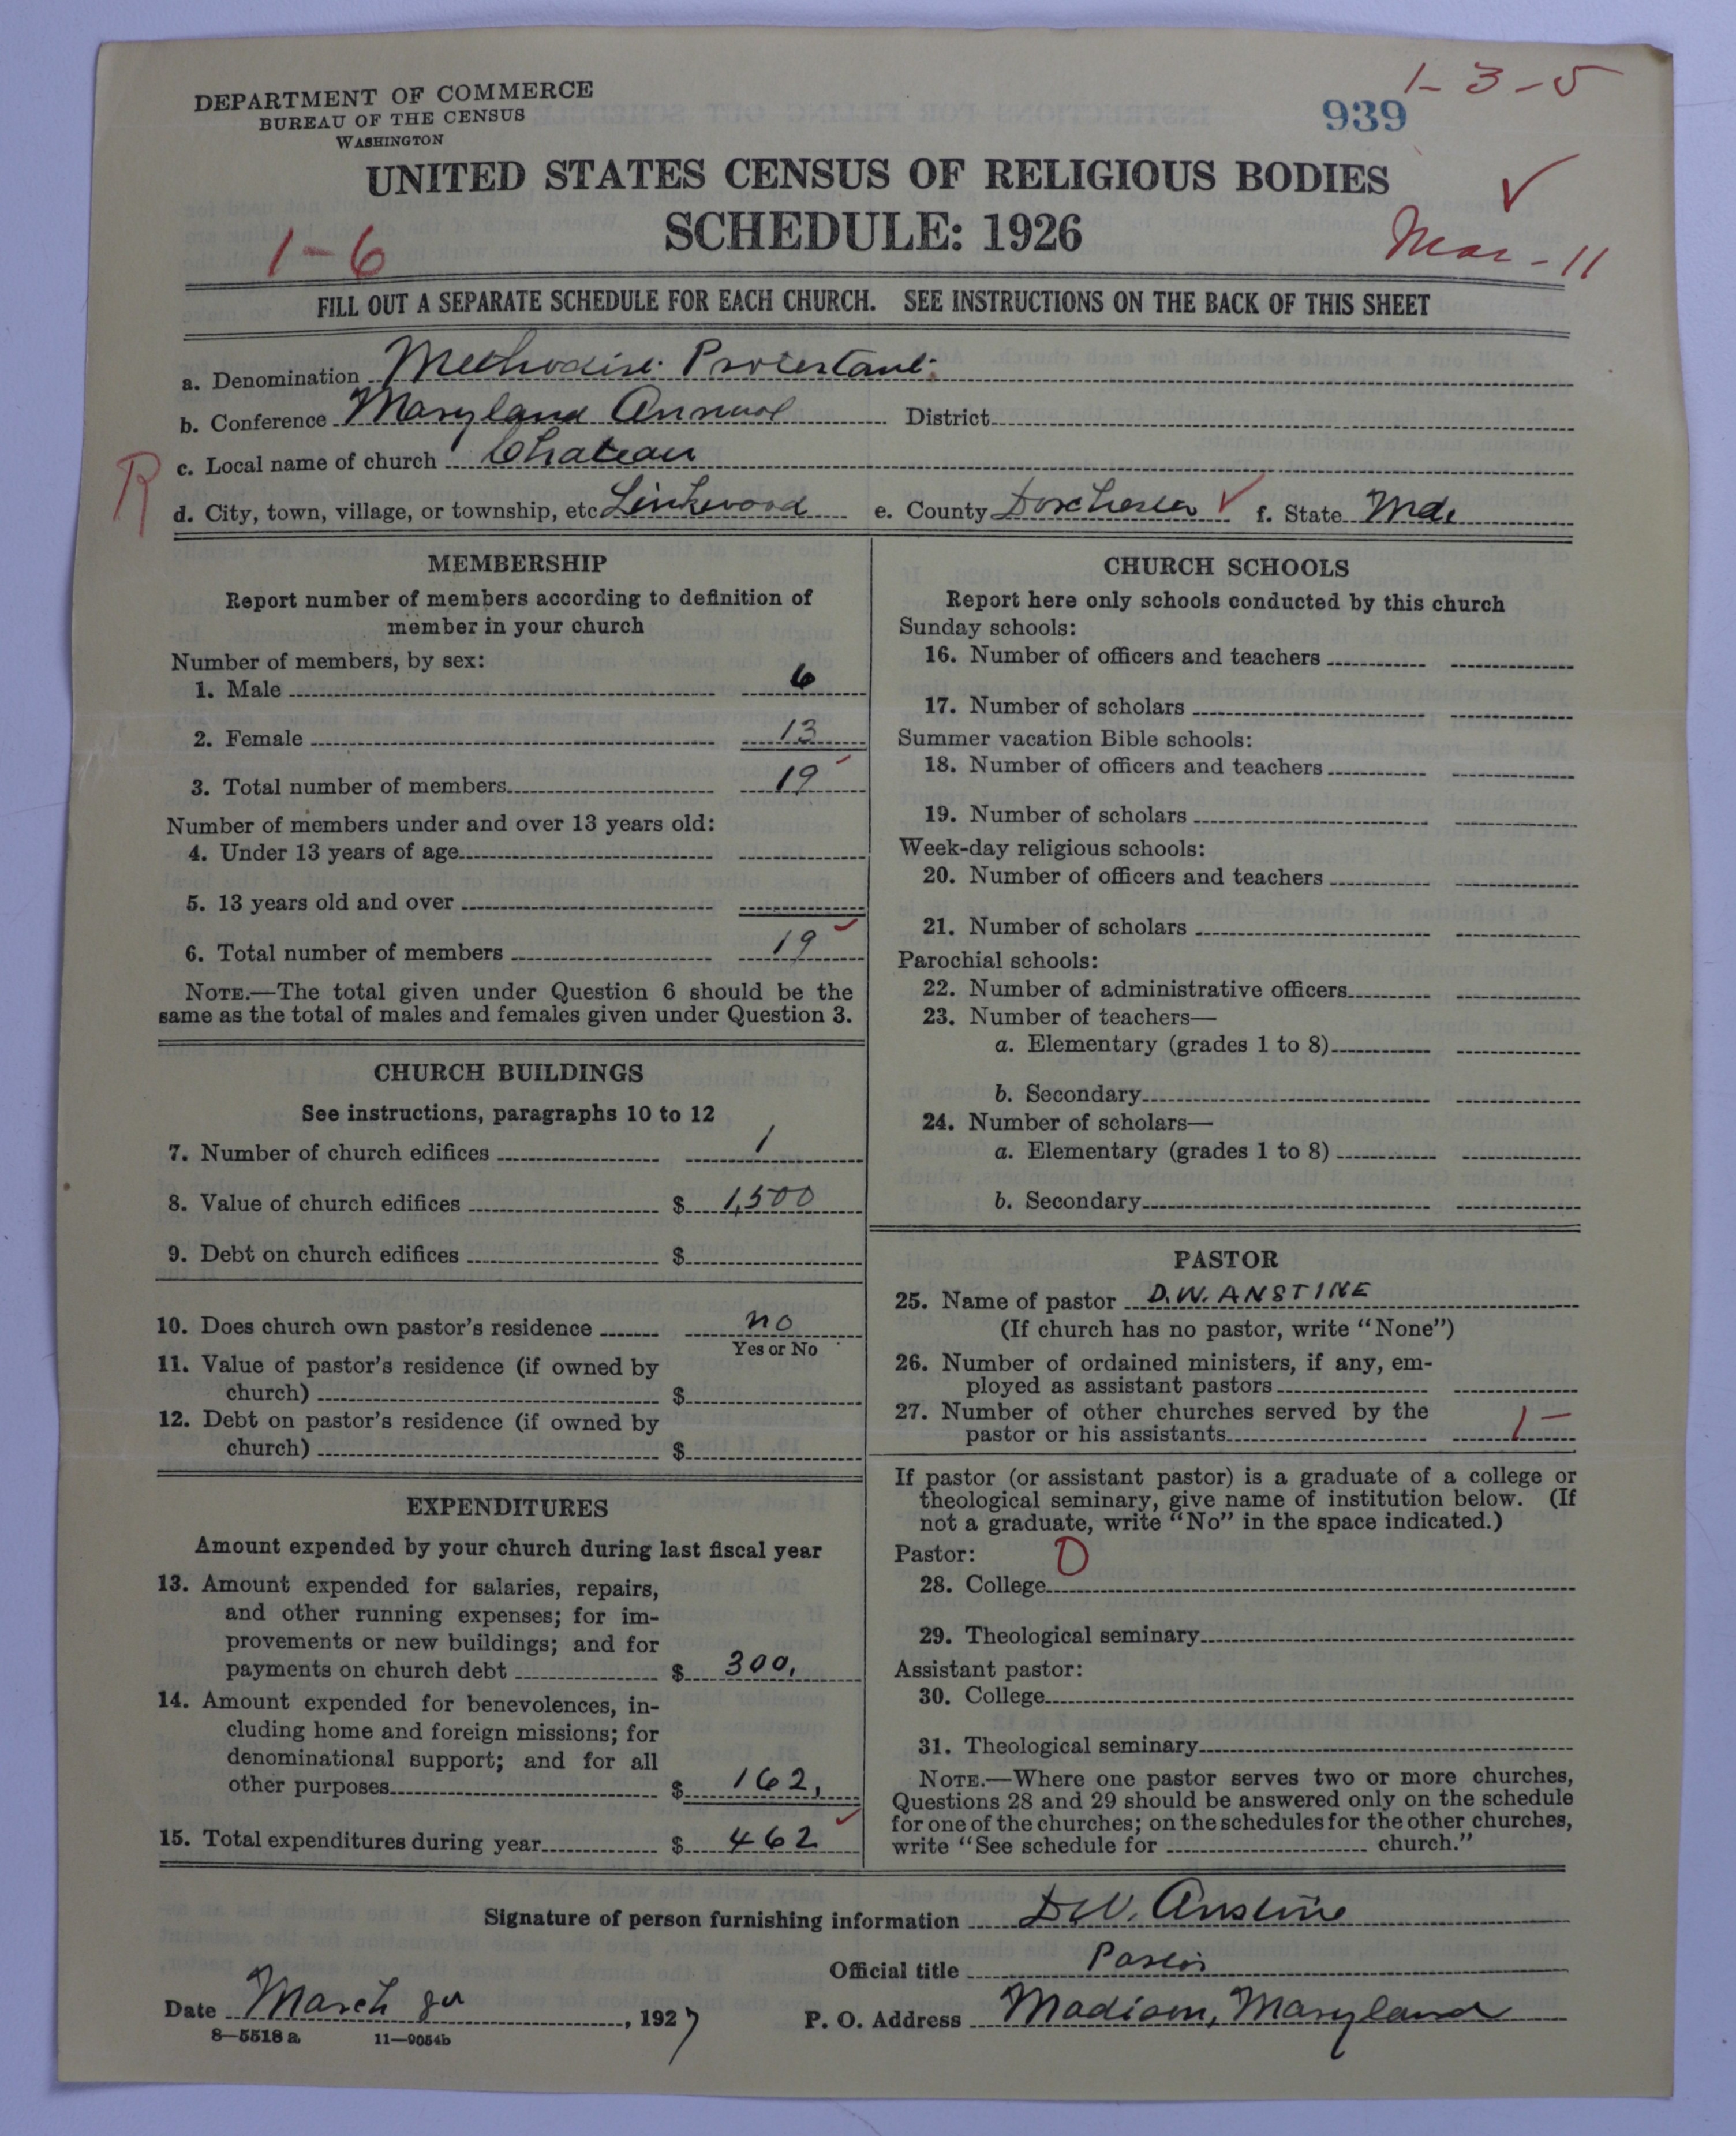 1-3-5
DEPARTMENT OF COMMERCE
BUREAU OF THE CENSUS
WASHINGTON
939
UNITED STATES CENSUS OF RELIGIOUS BODIES
SCHEDULE: 1926
1-6
Mar-11
FILL OUT A SEPARATE SCHEDULE FOR EACH CHURCH. SEE INSTRUCTIONS ON THE BACK OF THIS SHEET
a. Denomination Methodist Protestant
b. Conference Maryland Annual District
R
c. Local name of church Chateau
d. City, town, village, or township, etc Linkwood e. County Dorchester f. State Md.
MEMBERSHIP
Report number of members according to definition of
member in your church
Number of members, by sex:
1. Male 6
2. Female 13
3. Total number of members 19
Number of members under and over 13 years old:
4. Under 13 years of age
5. 13 years old and over
6. Total number of members 19
NOTE.—The total given under Question 6 should be the
same as the total of males and females given under Question 3.
CHURCH BUILDINGS
See instructions, paragraphs 10 to 12
7. Number of church edifices 1
8. Value of church edifices $ 1,500
9. Debt on church edifices $
10. Does church own pastor's residence no
Yes or No
11. Value of pastor's residence (if owned by
church) $
12. Debt on pastor's residence (if owned by
church) $
EXPENDITURES
Amount expended by your church during last fiscal year
13. Amount expended for salaries, repairs,
and other running expenses; for im-
provements or new buildings; and for
payments on church debt $ 300.
14. Amount expended for benevolences, in-
cluding home and foreign missions; for
denominational support; and for all
other purposes $ 162.
15. Total expenditures during year $ 462
CHURCH SCHOOLS
Report here only schools conducted by this church
Sunday schools:
16. Number of officers and teachers
17. Number of scholars
Summer vacation Bible schools:
18. Number of officers and teachers
19. Number of scholars
Week-day religious schools:
20. Number of officers and teachers
21. Number of scholars
Parochial schools:
22. Number of administrative officers
23. Number of teachers—
a. Elementary (grades 1 to 8)
b. Secondary
24. Number of scholars—
a. Elementary (grades 1 to 8)
b. Secondary
PASTOR
25. Name of pastor D.W. ANSTINE
(If church has no pastor, write "None")
26. Number of ordained ministers, if any, em-
ployed as assistant pastors
27. Number of other churches served by the
pastor or his assistants 1-
If pastor (or assistant pastor) is a graduate of a college or
theological seminary, give name of institution below. (If
not a graduate, write "No" in the space indicated.)
Pastor: 0
28. College
29. Theological seminary
Assistant pastor:
30. College
31. Theological seminary
NOTE.—Where one pastor serves two or more churches,
Questions 28 and 29 should be answered only on the schedule
for one of the churches; on the schedules for the other churches,
write "See schedule for church."
Signature of person furnishing information D.W. Anstine
Official title Pastor
Date March , 1927 P. O. Address Madison, Maryland
8-5518 a 11-9054b